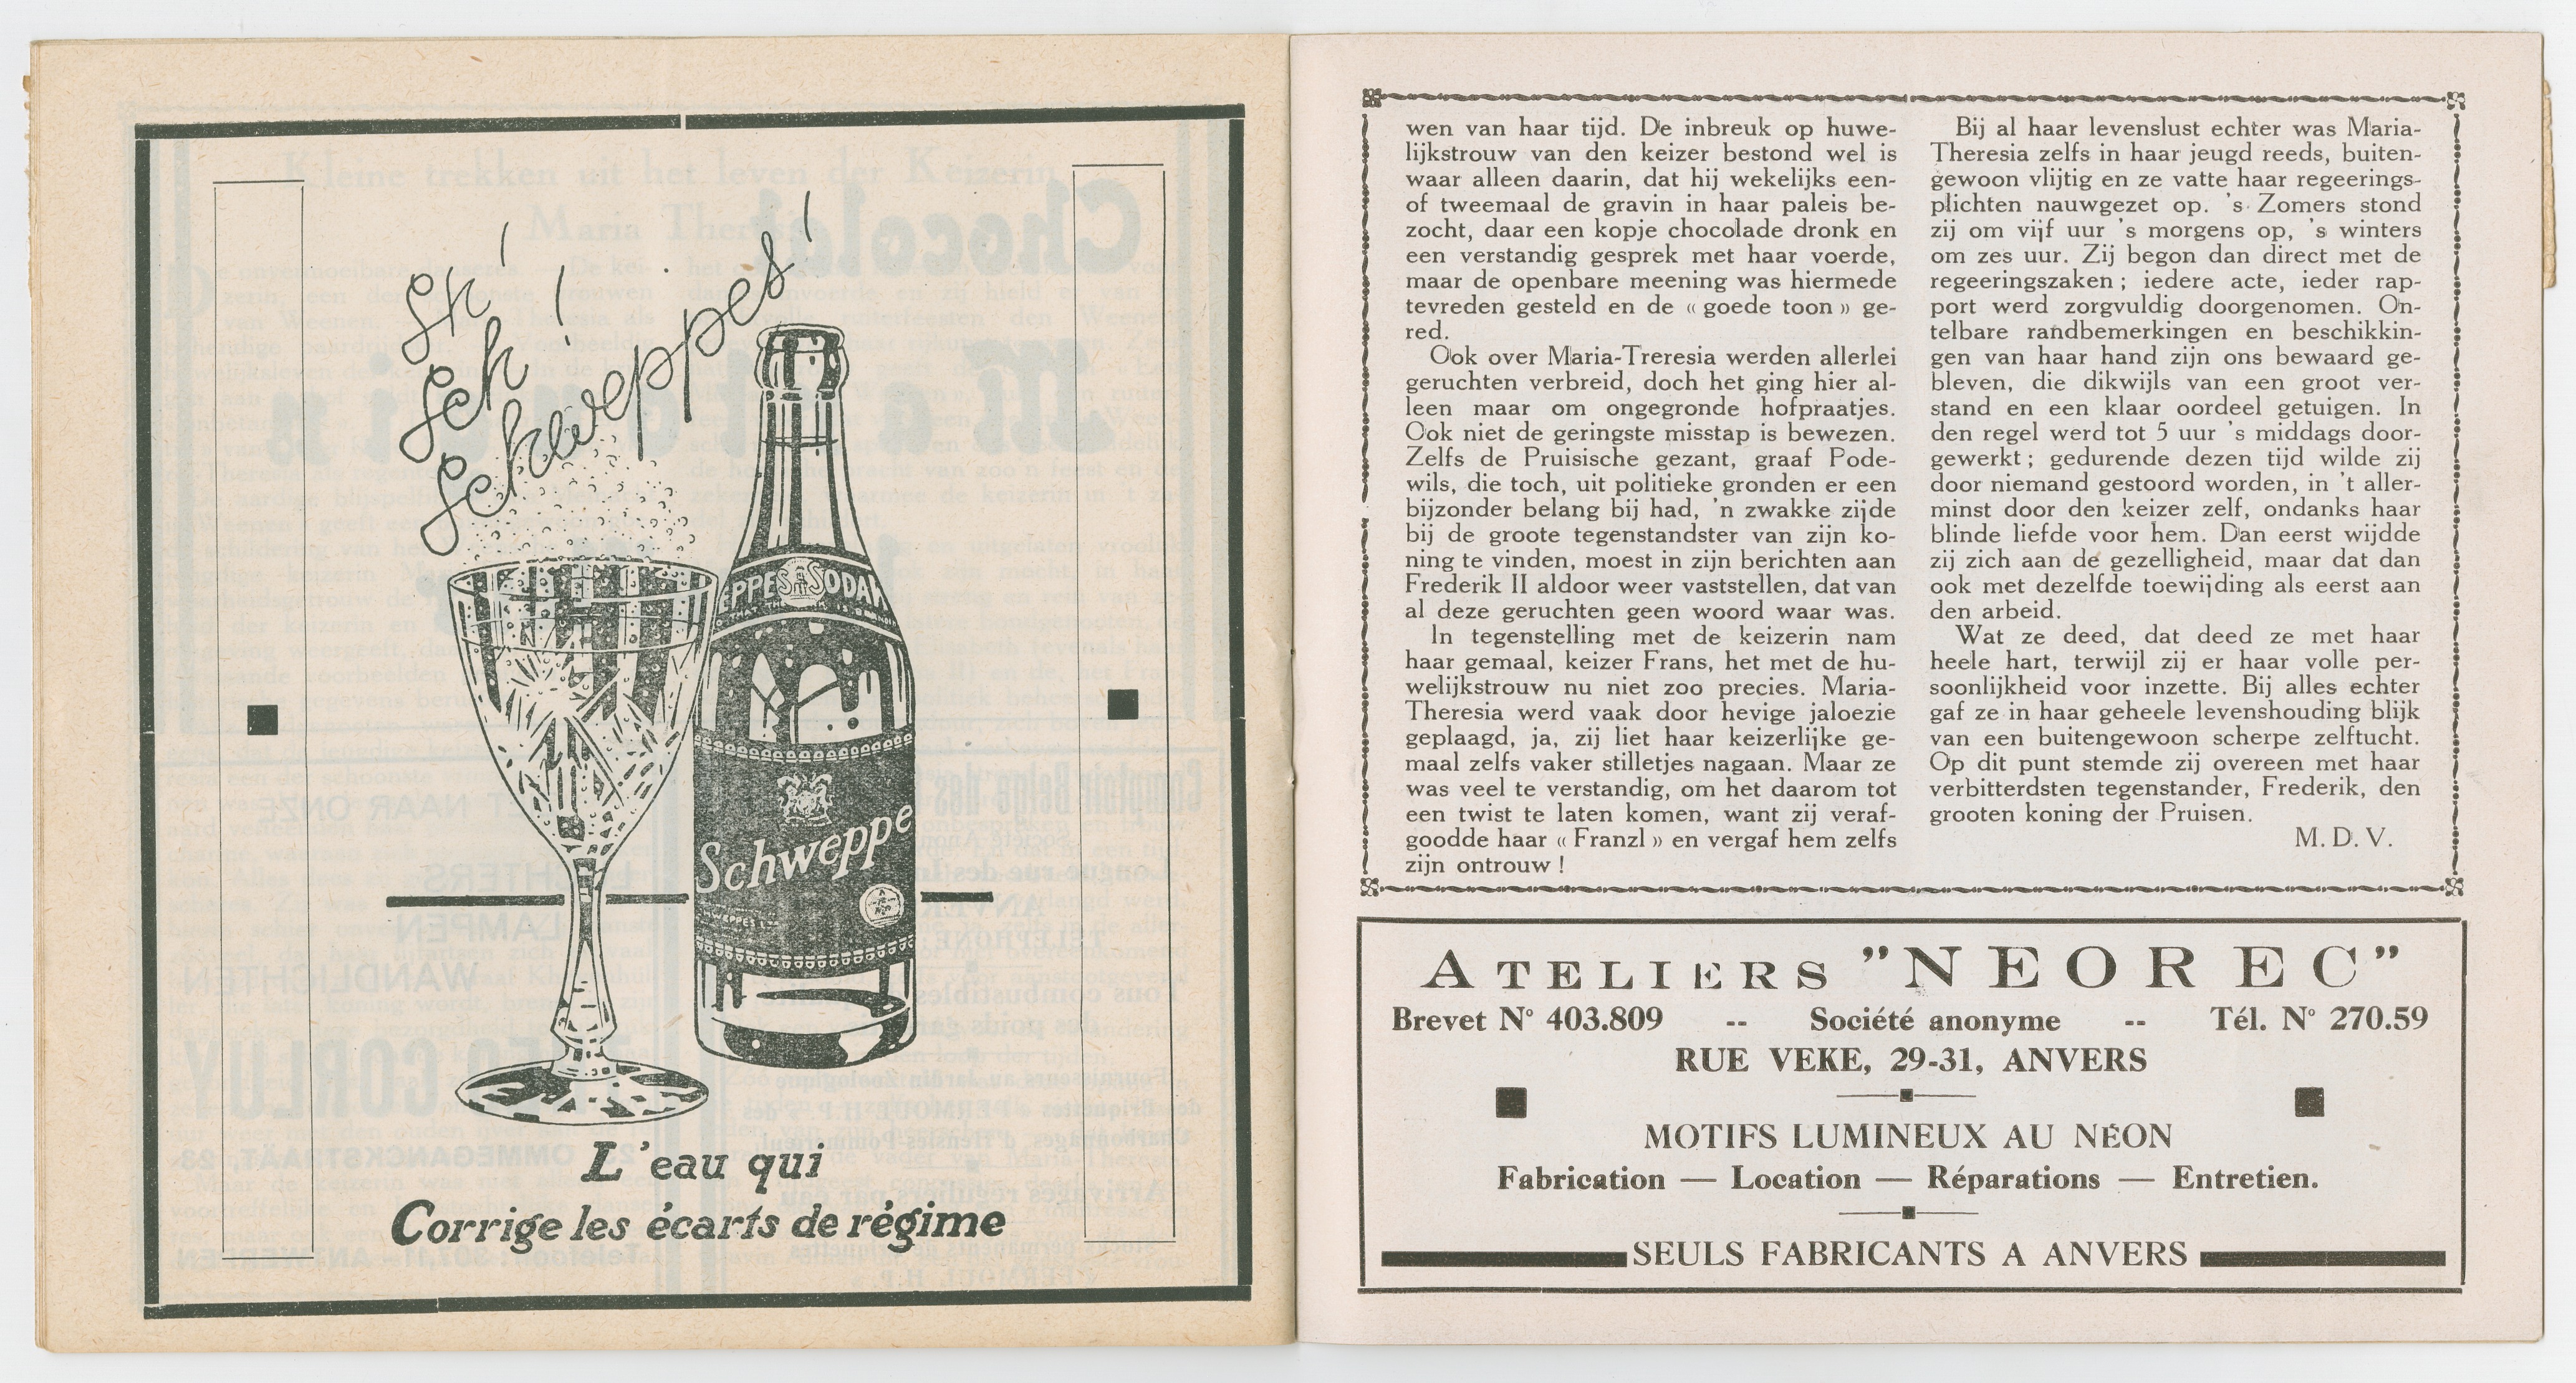 Sh !
Sch !
Schweppes !
EPPES SODAW
Schweppe
L'eau qui
Corrige les écarts de régime
wen van haar tijd. De inbreuk op huwe-
lijkstrouw van den keizer bestond wel is
waar alleen daarin, dat hij wekelijks een-
of tweemaal de gravin in haar paleis be-
zocht, daar een kopje chocolade dronk en
een verstandig gesprek met haar voerde,
maar de openbare meening was hiermede
tevreden gesteld en de « goede toon » ge-
red.
Ook over Maria-Treresia werden allerlei
geruchten verbreid, doch het ging hier al-
leen maar om ongegronde hofpraatjes.
Ook niet de geringste misstap is bewezen.
Zelfs de Pruisische gezant, graaf Pode-
wils, die toch, uit politieke gronden er een
bijzonder belang bij had, 'n zwakke zijde
bij de groote tegenstandster van zijn ko-
ning te vinden, moest in zijn berichten aan
Frederik II aldoor weer vaststellen, dat van
al deze geruchten geen woord waar was.
In tegenstelling met de keizerin nam
haar gemaal, keizer Frans, het met de hu-
welijkstrouw nu niet zoo precies. Maria-
Theresia werd vaak door hevige jaloezie
geplaagd, ja, zij liet haar keizerlijke ge-
maal zelfs vaker stilletjes nagaan. Maar ze
was veel te verstandig, om het daarom tot
een twist te laten komen, want zij veraf-
goodde haar « Franzl » en vergaf hem zelfs
zijn ontrouw !
Bij al haar levenslust echter was Maria-
Theresia zelfs in haar jeugd reeds, buiten-
gewoon vlijtig en ze vatte haar regeerings-
plichten nauwgezet op. 's Zomers stond
zij om vijf uur 's morgens op, 's winters
om zes uur. Zij begon dan direct met de
regeeringszaken ; iedere acte, ieder rap-
port werd zorgvuldig doorgenomen. On-
telbare randbemerkingen en beschikkin-
gen van haar hand zijn ons bewaard ge-
bleven, die dikwijls van een groot ver-
stand en een klaar oordeel getuigen. In
den regel werd tot 5 uur 's middags door-
gewerkt ; gedurende dezen tijd wilde zij
door niemand gestoord worden, in 't aller-
minst door den keizer zelf, ondanks haar
blinde liefde voor hem. Dan eerst wijdde
zij zich aan de gezelligheid, maar dat dan
ook met dezelfde toewijding als eerst aan
den arbeid.
Wat ze deed, dat deed ze met haar
heele hart, terwijl zij er haar volle per-
soonlijkheid voor inzette. Bij alles echter
gaf ze in haar geheele levenshouding blijk
van een buitengewoon scherpe zelftucht.
Op dit punt stemde zij overeen met haar
verbitterdsten tegenstander, Frederik, den
grooten koning der Pruisen.
M. D. V.
ATELIERS "NEOREC"
Brevet N° 403.809 -- Société anonyme -- Tél. N° 270.59
RUE VEKE, 29-31, ANVERS
MOTIFS LUMINEUX AU NÉON
Fabrication — Location — Réparations — Entretien.
SEULS FABRICANTS A ANVERS